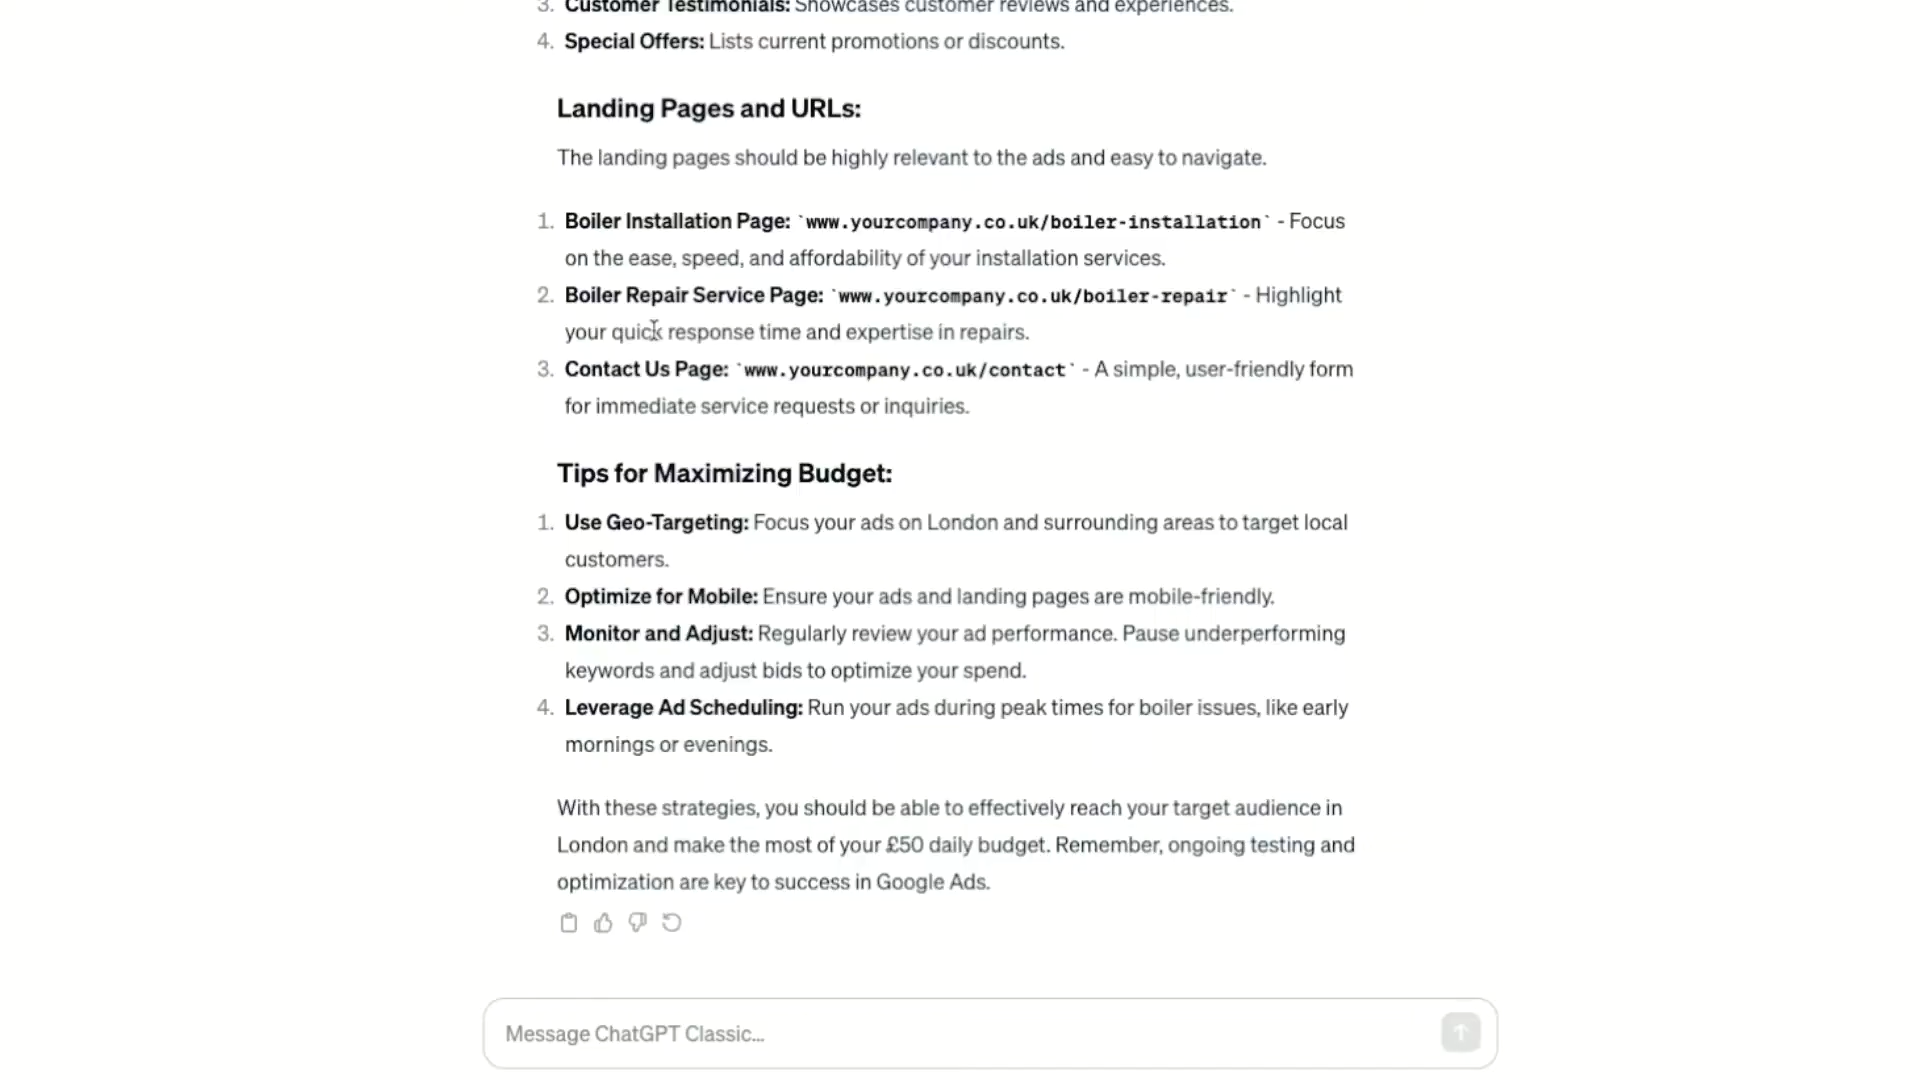 3. Customer Testimonials: Showcases customer reviews and experiences.
4. Special Offers: Lists current promotions or discounts.
Landing Pages and URLs:
The landing pages should be highly relevant to the ads and easy to navigate.
1. Boiler Installation Page: `www.yourcompany.co.uk/boiler-installation` - Focus
on the ease, speed, and affordability of your installation services.
2. Boiler Repair Service Page: `www.yourcompany.co.uk/boiler-repair` - Highlight
your quick response time and expertise in repairs.
3. Contact Us Page: `www.yourcompany.co.uk/contact` - A simple, user-friendly form
for immediate service requests or inquiries.
Tips for Maximizing Budget:
1. Use Geo-Targeting: Focus your ads on London and surrounding areas to target local
customers.
2. Optimize for Mobile: Ensure your ads and landing pages are mobile-friendly.
3. Monitor and Adjust: Regularly review your ad performance. Pause underperforming
keywords and adjust bids to optimize your spend.
4. Leverage Ad Scheduling: Run your ads during peak times for boiler issues, like early
mornings or evenings.
With these strategies, you should be able to effectively reach your target audience in
London and make the most of your £50 daily budget. Remember, ongoing testing and
optimization are key to success in Google Ads.
Message ChatGPT Classic...